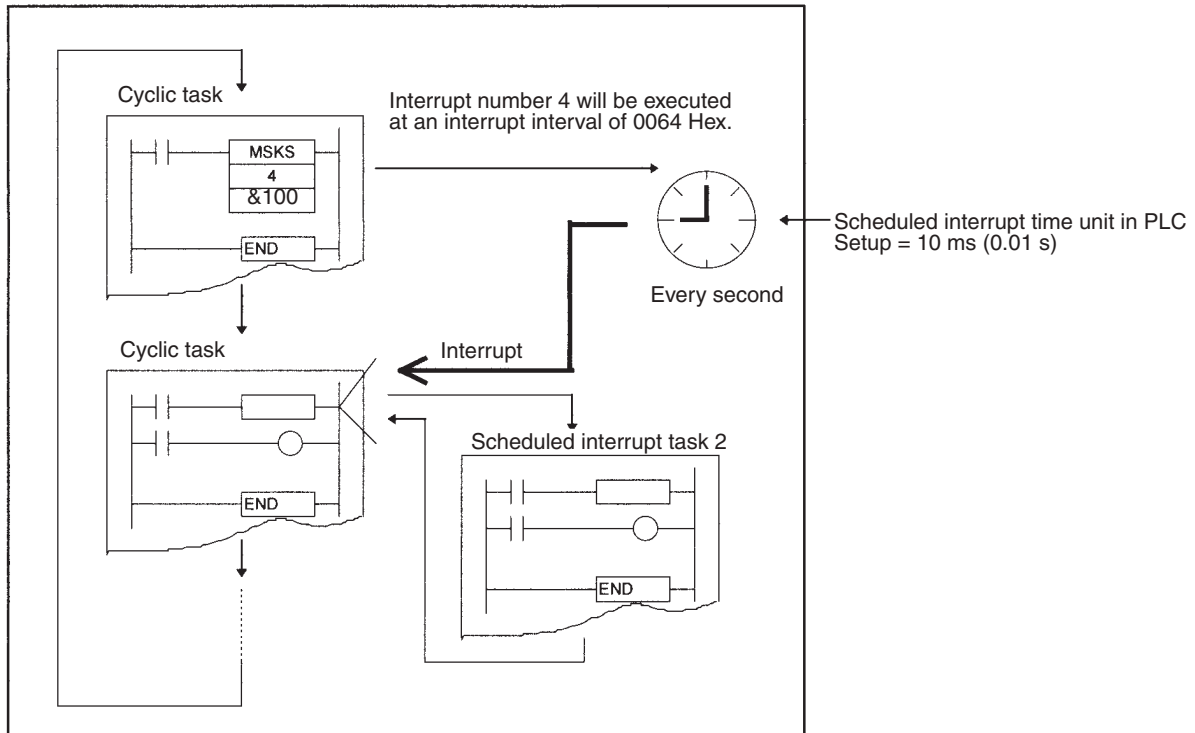 Cyclic task
Interrupt number 4 will be executed
at an interrupt interval of 0064 Hex.
MSKS
4
&100
END
Scheduled interrupt time unit in PLC
Setup = 10 ms (0.01 s)
Every second
Cyclic task
Interrupt
END
Scheduled interrupt task 2
END